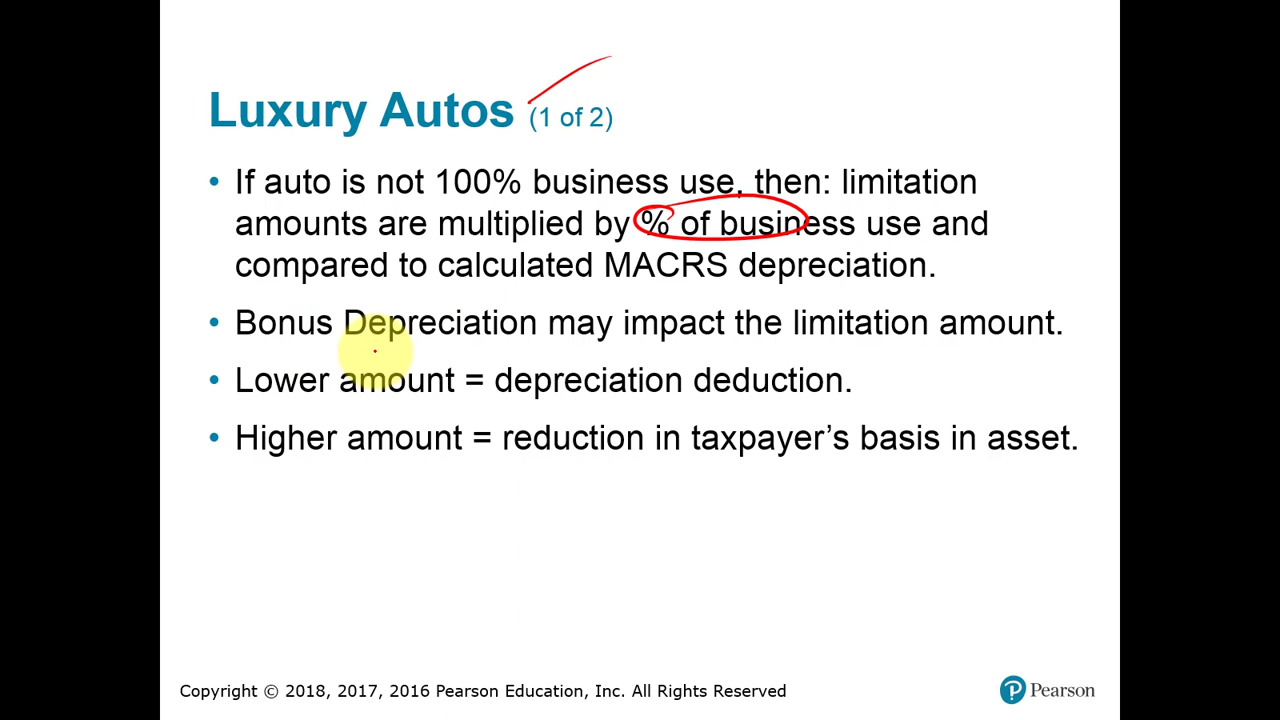 Luxury Autos (1 of 2)
• If auto is not 100% business use, then: limitation
amounts are multiplied by % of business use and
compared to calculated MACRS depreciation.
• Bonus Depreciation may impact the limitation amount.
• Lower amount = depreciation deduction.
• Higher amount = reduction in taxpayer’s basis in asset.
Copyright © 2018, 2017, 2016 Pearson Education, Inc. All Rights Reserved
P Pearson